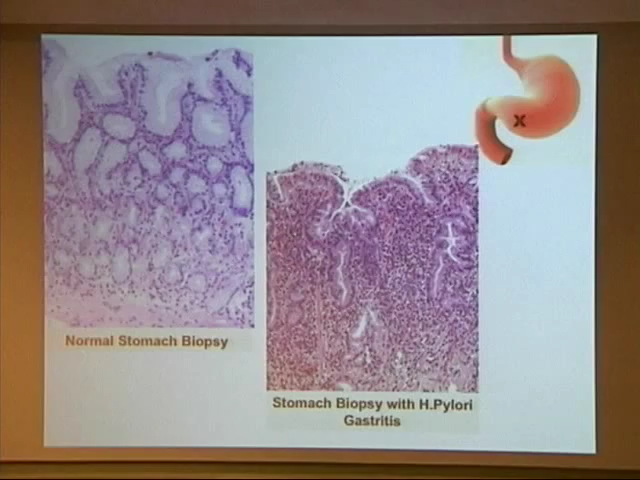 Normal Stomach Biopsy
Stomach Biopsy with H.Pylori
Gastritis
X